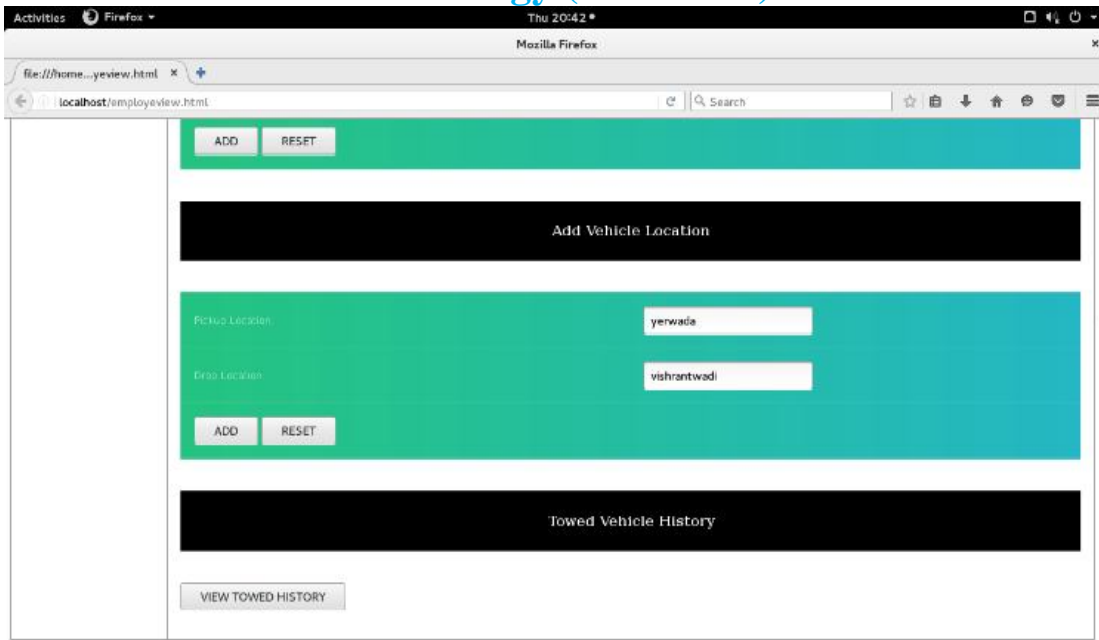 Activities Firefox Thu 20:42
Mozilla Firefox
file:///home...yeview.html
localhost/employeview.html Search
ADD RESET
Add Vehicle Location
Pickup Location yerwada
Drop Location vishrantwadi
ADD RESET
Towed Vehicle History
VIEW TOWED HISTORY